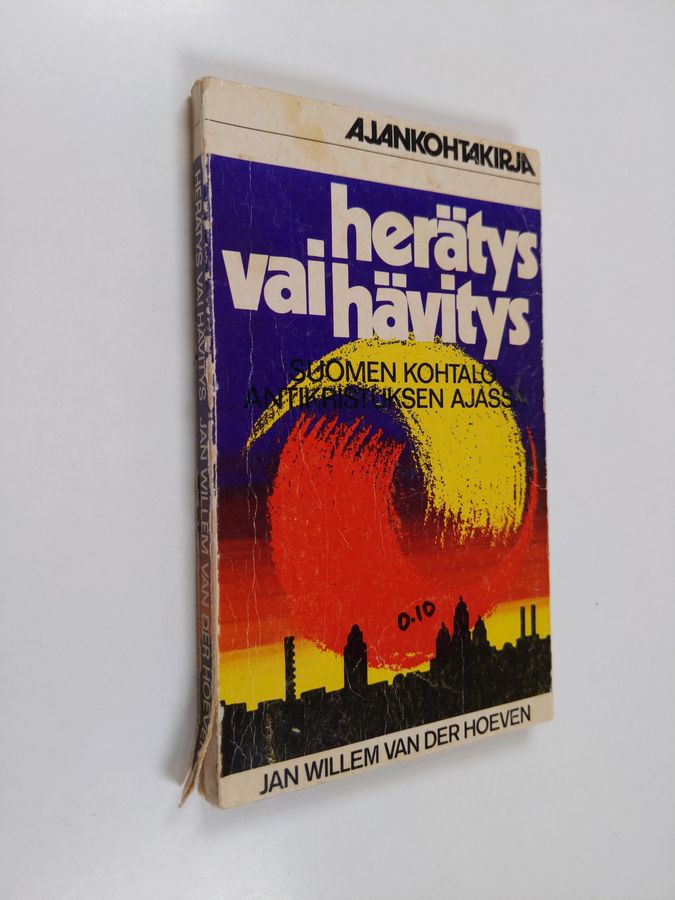 AJANKOHTAKIRJA
herätys
vai hävitys
SUOMEN KOHTALO
ANTIKRISTUKSEN AJASSA
0.10
JAN WILLEM VAN DER HOEVEN
HERÄTYS VAI HÄVITYS JAN WILLEM VAN DER HOEVEN